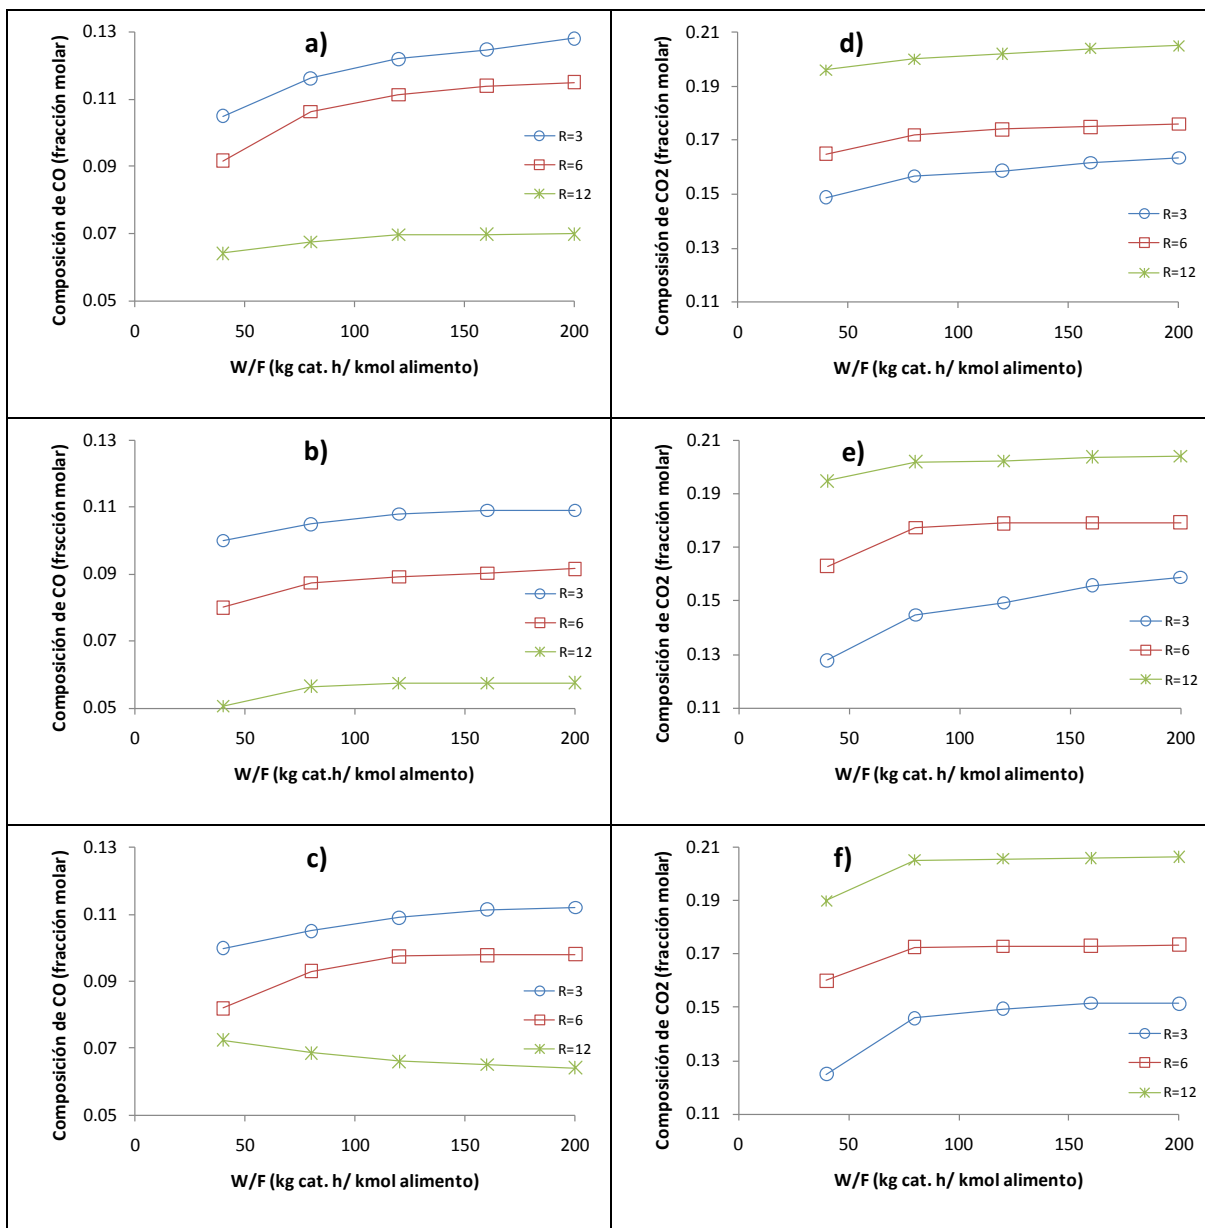 a)
Composición de CO (fracción molar)
0.13
0.11
0.09
0.07
0.05
0
50
100
150
200
W/F (kg cat. h/ kmol alimento)
R=3
R=6
R=12
d)
Composisión de CO2 (fracción molar)
0.21
0.19
0.17
0.15
0.13
0.11
0
50
100
150
200
W/F (kg cat. h/ kmol alimento)
R=3
R=6
R=12
b)
Composición de CO (frscción molar)
0.13
0.11
0.09
0.07
0.05
0
50
100
150
200
W/F (kg cat.h/ kmol almento)
R=3
R=6
R=12
e)
Composición de CO2 (fracción molar)
0.21
0.19
0.17
0.15
0.13
0.11
0
50
100
150
200
W/F (kg cat. h/ kmol alimento)
R=3
R=6
R=12
c)
Composición de CO (fracción molar)
0.13
0.11
0.09
0.07
0.05
0
50
100
150
200
W/F (kg cat. h/ kmol alimento)
R=3
R=6
R=12
f)
Composición de CO2 (fracción molar)
0.21
0.19
0.17
0.15
0.13
0.11
0
50
100
150
200
W/F (kg cat. h/ kmol alimento)
R=3
R=6
R=12